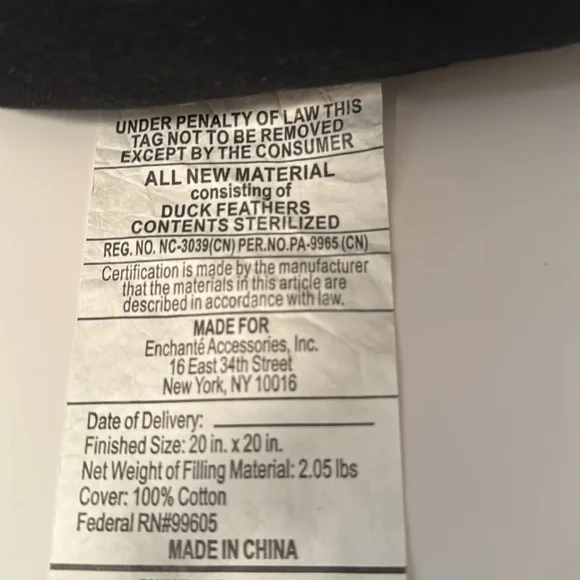 UNDER PENALTY OF LAW THIS
TAG NOT TO BE REMOVED
EXCEPT BY THE CONSUMER
ALL NEW MATERIAL
consisting of
DUCK FEATHERS
CONTENTS STERILIZED
REG. NO. NC-3039(CN) PER.NO.PA-9965 (CN)
Certification is made by the manufacturer
that the materials in this article are
described in accordance with law.
MADE FOR
Enchanté Accessories, Inc.
16 East 34th Street
New York, NY 10016
Date of Delivery:
Finished Size: 20 in. x 20 in.
Net Weight of Filling Material: 2.05 lbs
Cover: 100% Cotton
Federal RN#99605
MADE IN CHINA